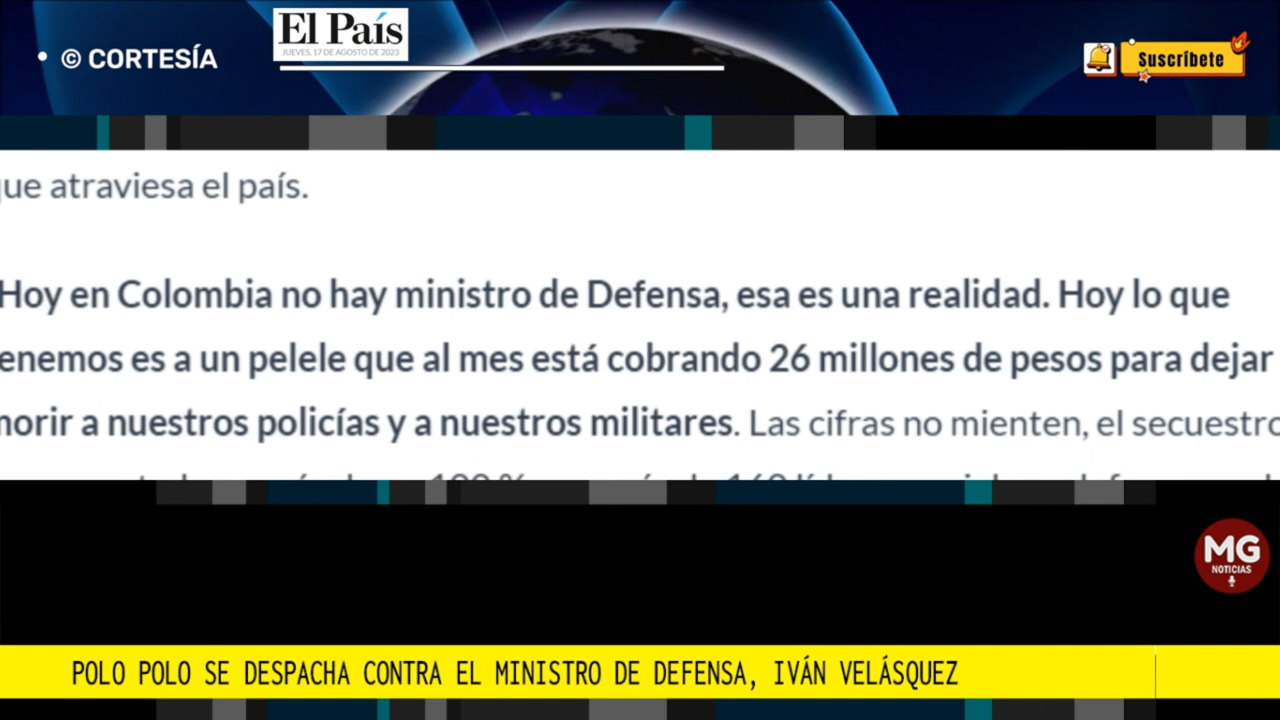 © CORTESÍA
El País
JUEVES, 17 DE AGOSTO DE 2023
Suscríbete
que atraviesa el país.
Hoy en Colombia no hay ministro de Defensa, esa es una realidad. Hoy lo que
enemos es a un pelele que al mes está cobrando 26 millones de pesos para dejar
morir a nuestros policías y a nuestros militares. Las cifras no mienten, el secuestro
MG
NOTICIAS
POLO POLO SE DESPACHA CONTRA EL MINISTRO DE DEFENSA, IVÁN VELÁSQUEZ